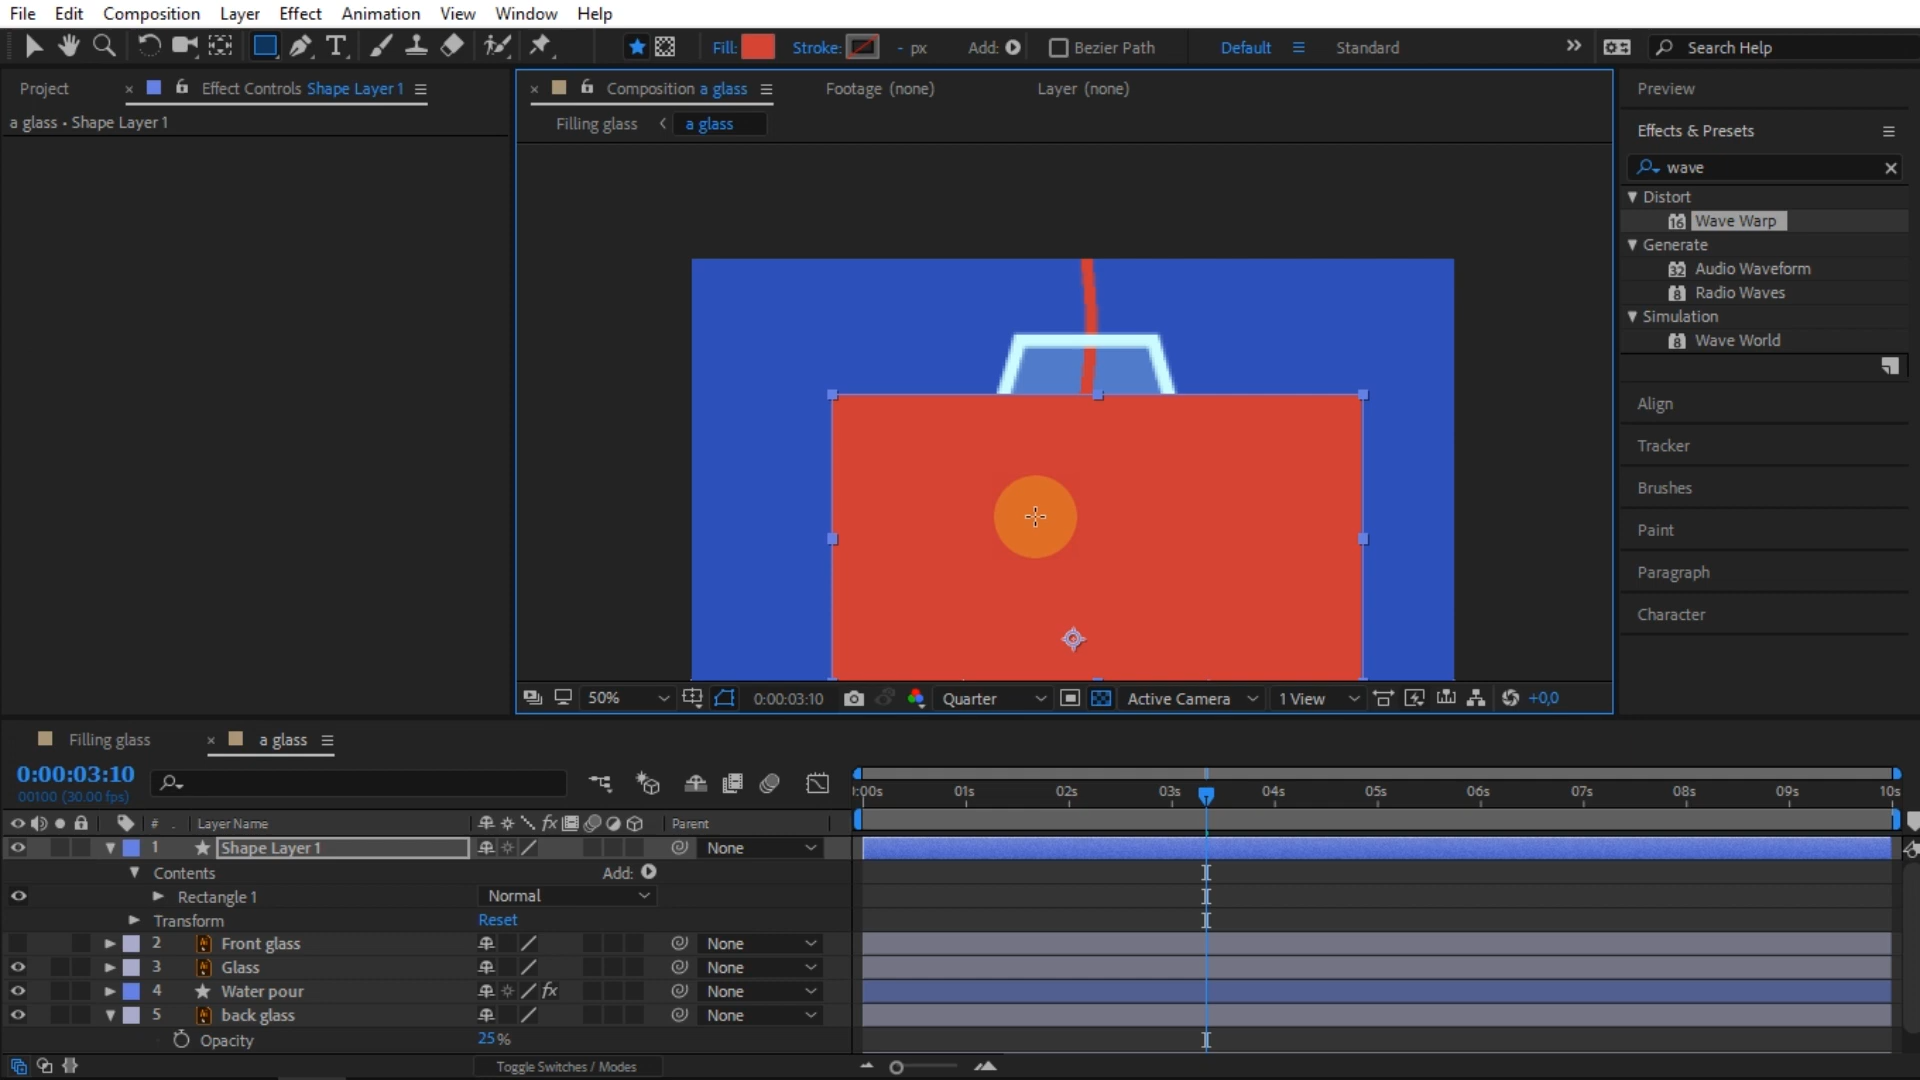 File Edit Composition Layer Effect Animation View Window Help
Fill: Stroke: - px Add: Bezier Path Default Standard Search Help
Project Effect Controls Shape Layer 1
a glass • Shape Layer 1
Composition a glass Footage (none) Layer (none)
Filling glass a glass
Preview
Effects & Presets
wave
Distort
16 Wave Warp
Generate
32 Audio Waveform
8 Radio Waves
Simulation
8 Wave World
Align
Tracker
Brushes
Paint
Paragraph
Character
50% 0:00:03:10 Quarter Active Camera 1 View +0,0
Filling glass a glass
0:00:03:10
00100 (30.00 fps)
:00s 01s 02s 03s 04s 05s 06s 07s 08s 09s 10s
# . Layer Name fx Parent
1 Shape Layer 1 None
Contents Add:
Rectangle 1 Normal
Transform Reset
2 Front glass None
3 Glass None
4 Water pour fx None
5 back glass None
Opacity 25%
Toggle Switches / Modes